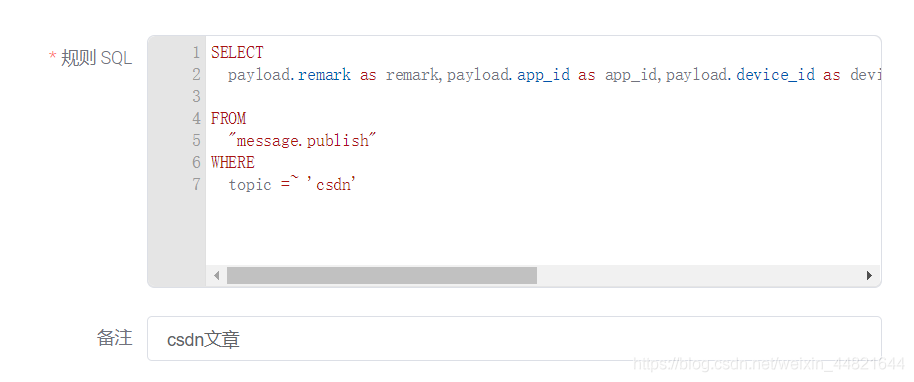 * 规则 SQL
1 SELECT
2 payload.remark as remark,payload.app_id as app_id,payload.device_id as devi
3
4 FROM
5 "message.publish"
6 WHERE
7 topic =~ 'csdn'
备注
csdn文章
https://blog.csdn.net/weixin_44821644